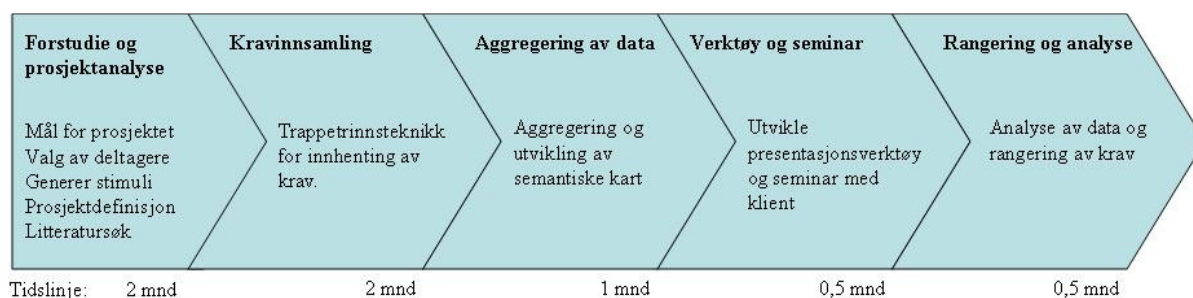 Forstudie og
prosjektanalyse
Mål for prosjektet
Valg av deltagere
Generer stimuli
Prosjektdefinisjon
Litteratursøk
Kravinnsamling
Trappetrinnsteknikk
for innhenting av
krav.
Aggregering av data
Aggregering og
utvikling av
semantiske kart
Verktøy og seminar
Utvikle
presentasjonsverktøy
og seminar med
klient
Rangering og analyse
Analyse av data og
rangering av krav
Tidslinje: 2 mnd 2 mnd 1 mnd 0,5 mnd 0,5 mnd